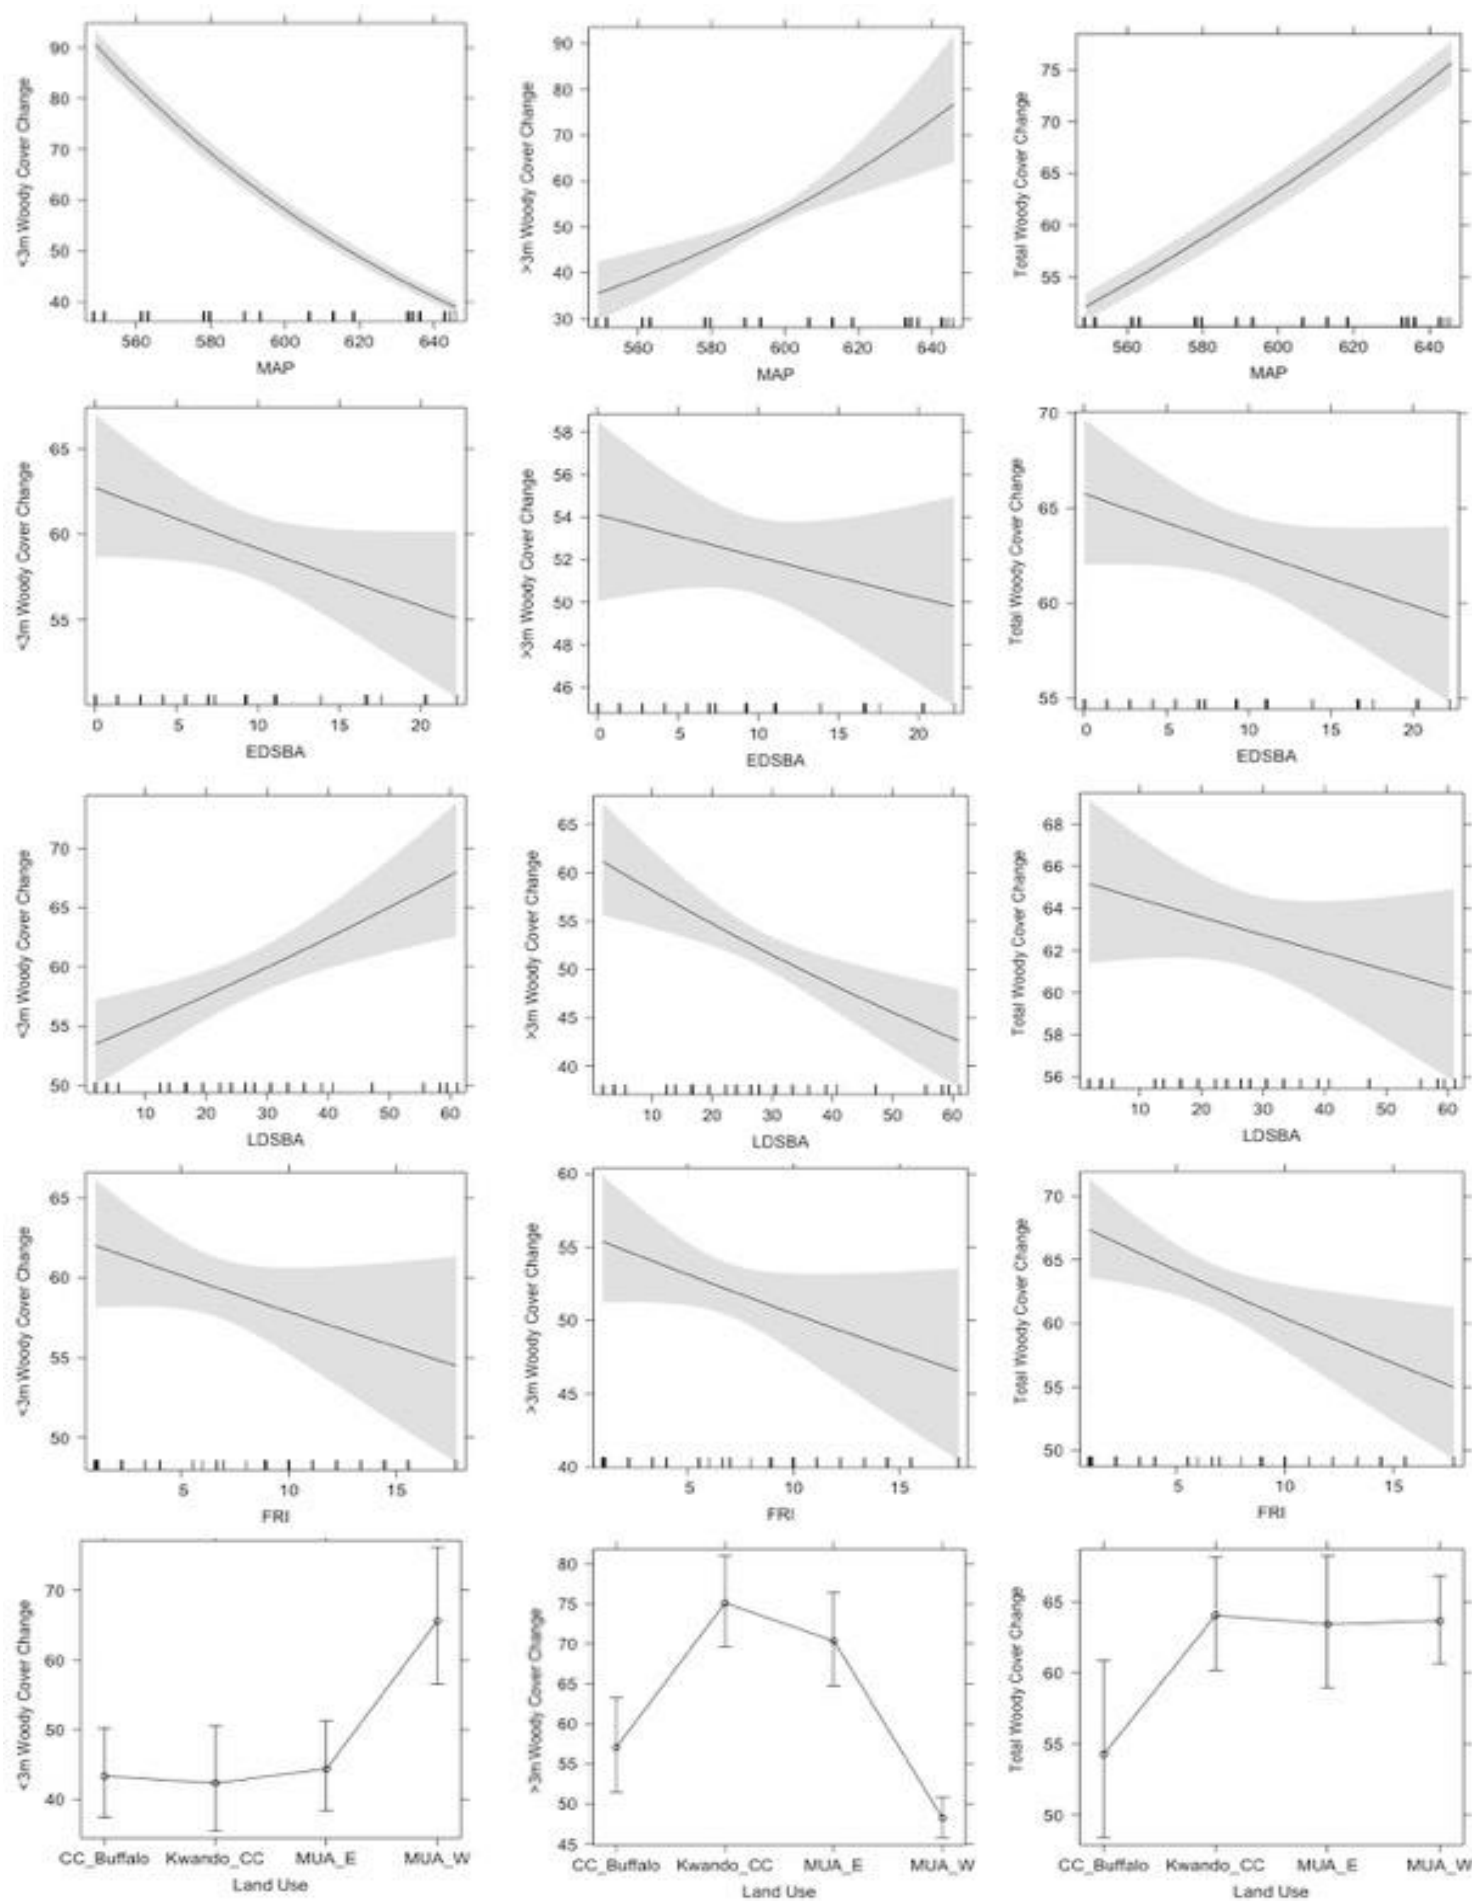 <3m Woody Cover Change
90
80
70
60
50
40
560 580 600 620 640
MAP
>3m Woody Cover Change
90
80
70
60
50
40
30
560 580 600 620 640
MAP
Total Woody Cover Change
75
70
65
60
55
560 580 600 620 640
MAP
<3m Woody Cover Change
65
60
55
0 5 10 15 20
EDSBA
>3m Woody Cover Change
58
56
54
52
50
48
46
0 5 10 15 20
EDSBA
Total Woody Cover Change
70
65
60
55
0 5 10 15 20
EDSBA
<3m Woody Cover Change
70
65
60
55
50
10 20 30 40 50 60
LDSBA
>3m Woody Cover Change
65
60
55
50
45
40
10 20 30 40 50 60
LDSBA
Total Woody Cover Change
68
66
64
62
60
58
56
10 20 30 40 50 60
LDSBA
<3m Woody Cover Change
65
60
55
50
5 10 15
FRI
>3m Woody Cover Change
60
55
50
45
40
5 10 15
FRI
Total Woody Cover Change
70
65
60
55
50
5 10 15
FRI
<3m Woody Cover Change
70
60
50
40
CC_Buffalo Kwando_CC MUA_E MUA_W
Land Use
>3m Woody Cover Change
80
75
70
65
60
55
50
45
CC_Buffalo Kwando_CC MUA_E MUA_W
Land Use
Total Woody Cover Change
65
60
55
50
CC_Buffalo Kwando_CC MUA_E MUA_W
Land Use